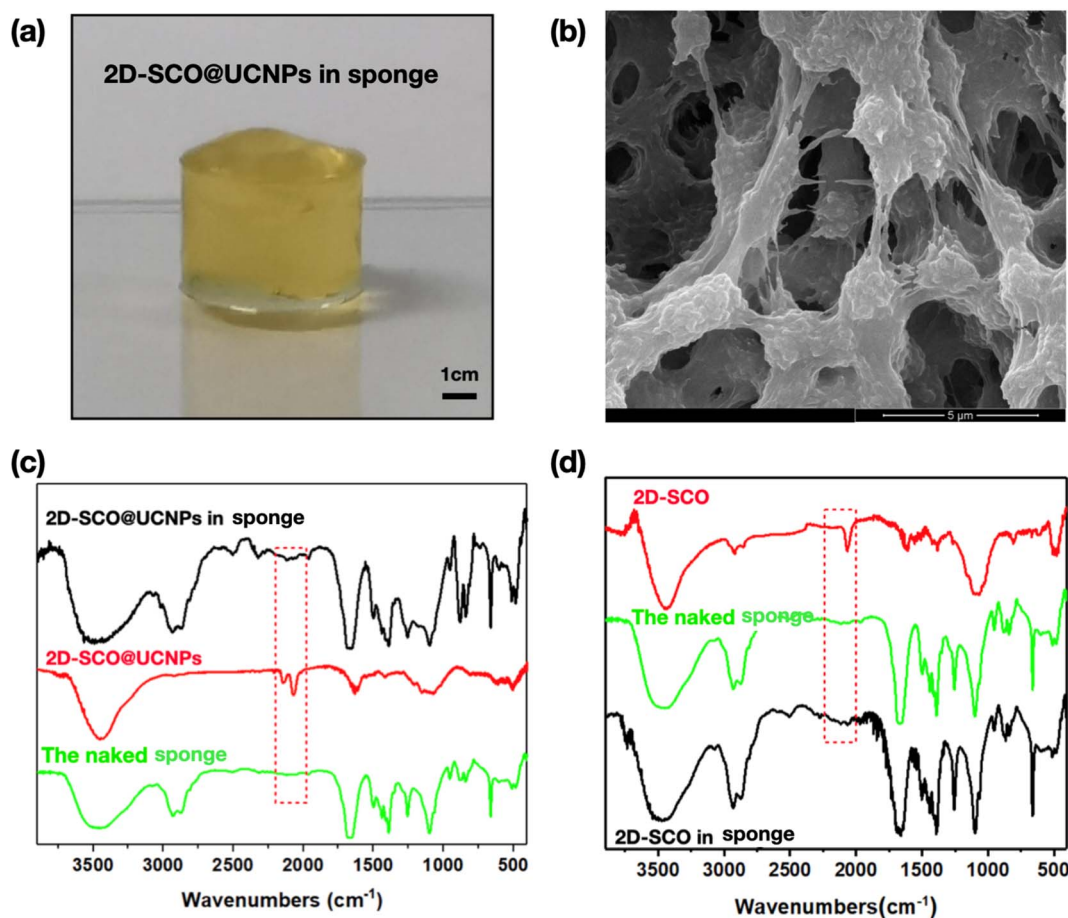 (a)
2D-SCO@UCNPs in sponge
1cm
(b)
5 µm
(c)
2D-SCO@UCNPs in sponge
2D-SCO@UCNPs
The naked sponge
3500 3000 2500 2000 1500 1000 500
Wavenumbers (cm⁻¹)
(d)
2D-SCO
The naked sponge
2D-SCO in sponge
3500 3000 2500 2000 1500 1000 500
Wavenumbers(cm⁻¹)